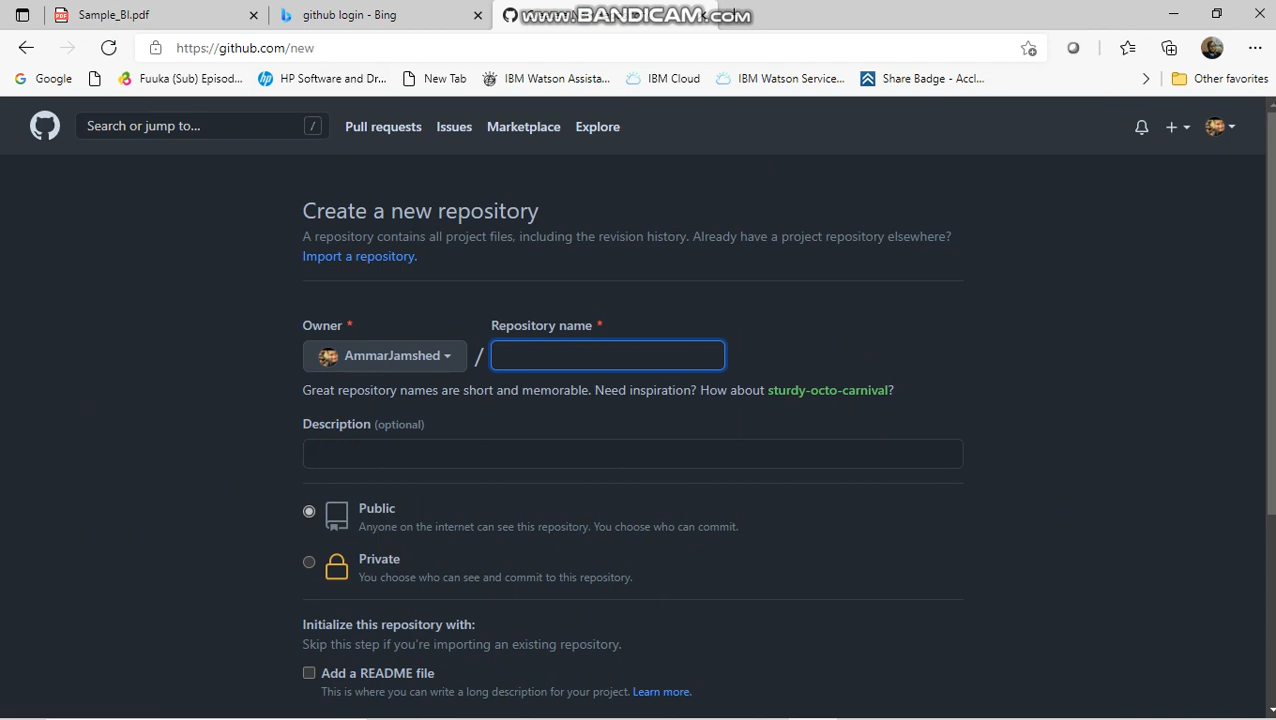 Sample_BI.pdf
github login - Bing
www.BANDICAM.com
https://github.com/new
Google
Fuuka (Sub) Episod...
HP Software and Dr...
New Tab
IBM Watson Assista...
IBM Cloud
IBM Watson Service...
Share Badge - Accl...
Other favorites
Search or jump to...
/
Pull requests
Issues
Marketplace
Explore
Create a new repository
A repository contains all project files, including the revision history. Already have a project repository elsewhere?
Import a repository.
Owner *
Repository name *
AmmarJamshed
/
Great repository names are short and memorable. Need inspiration? How about sturdy-octo-carnival?
Description (optional)
Public
Anyone on the internet can see this repository. You choose who can commit.
Private
You choose who can see and commit to this repository.
Initialize this repository with:
Skip this step if you're importing an existing repository.
Add a README file
This is where you can write a long description for your project. Learn more.